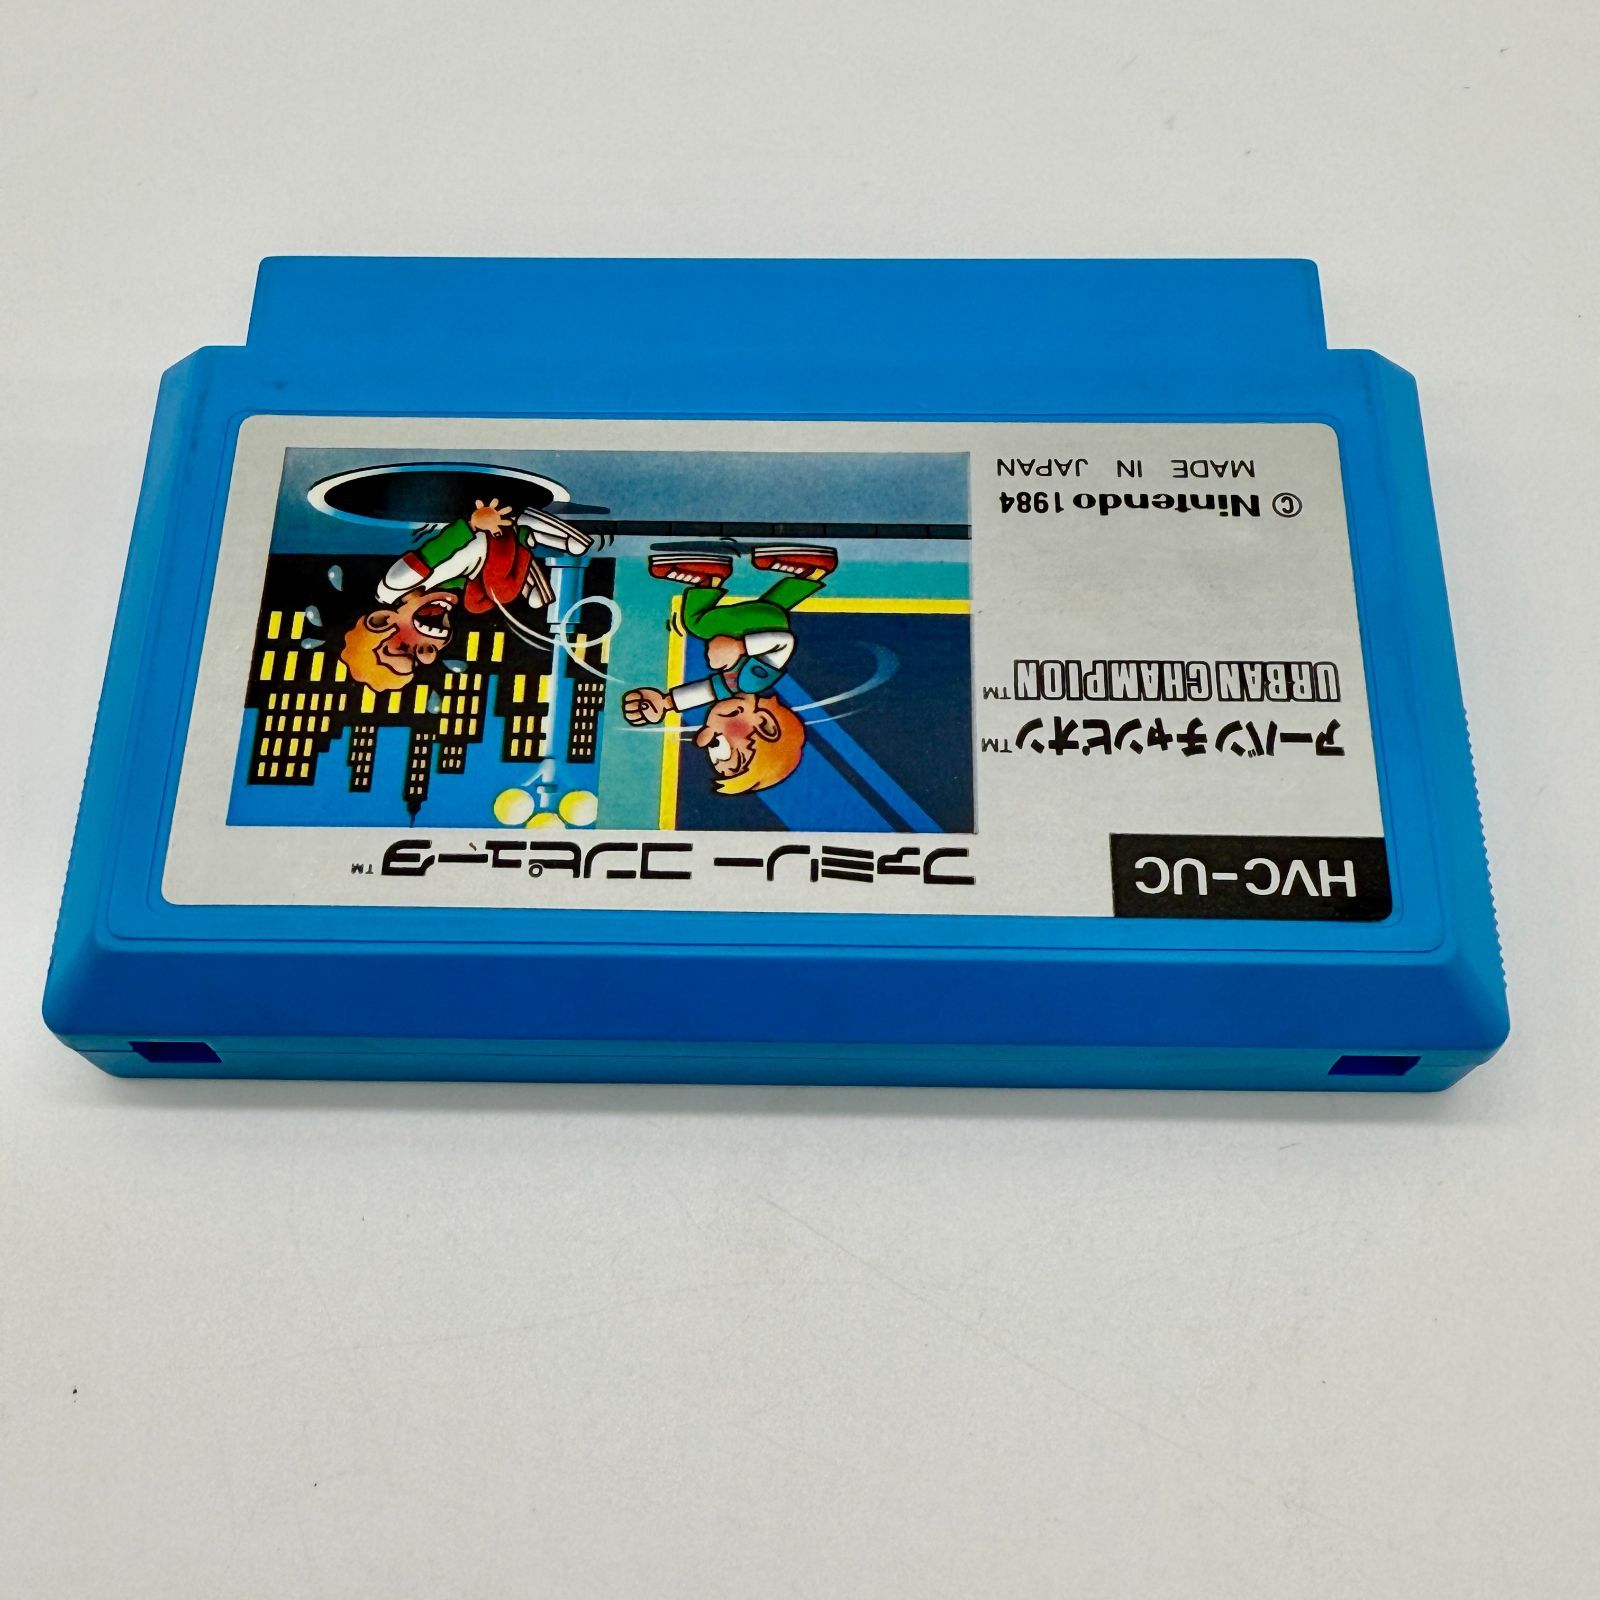 HVC-UC
ファミリー コンピュータ™
アーバンチャンピオン™
URBAN CHAMPION™
© Nintendo 1984
MADE IN JAPAN